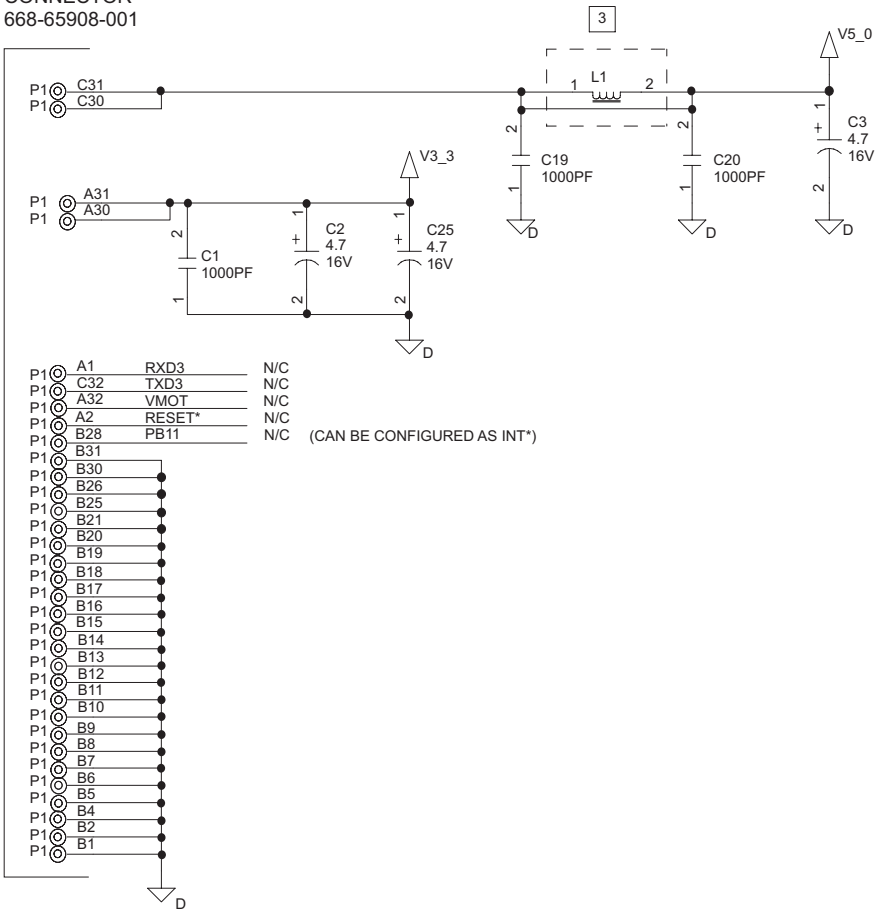 668-65908-001
3
V5_0
P1 C31
P1 C30
1 L1 2
1
+ C3
4.7
16V
2
2
C19
1000PF
1
D
2
C20
1000PF
1
D
D
V3_3
P1 A31
P1 A30
2
C1
1000PF
1
1
+ C2
4.7
16V
2
1
+ C25
4.7
16V
2
D
P1 A1 RXD3 N/C
P1 C32 TXD3 N/C
P1 A32 VMOT N/C
P1 A2 RESET* N/C
P1 B28 PB11 N/C (CAN BE CONFIGURED AS INT*)
P1 B31
P1 B30
P1 B26
P1 B25
P1 B21
P1 B20
P1 B19
P1 B18
P1 B17
P1 B16
P1 B15
P1 B14
P1 B13
P1 B12
P1 B11
P1 B10
P1 B9
P1 B8
P1 B7
P1 B6
P1 B5
P1 B4
P1 B2
P1 B1
D